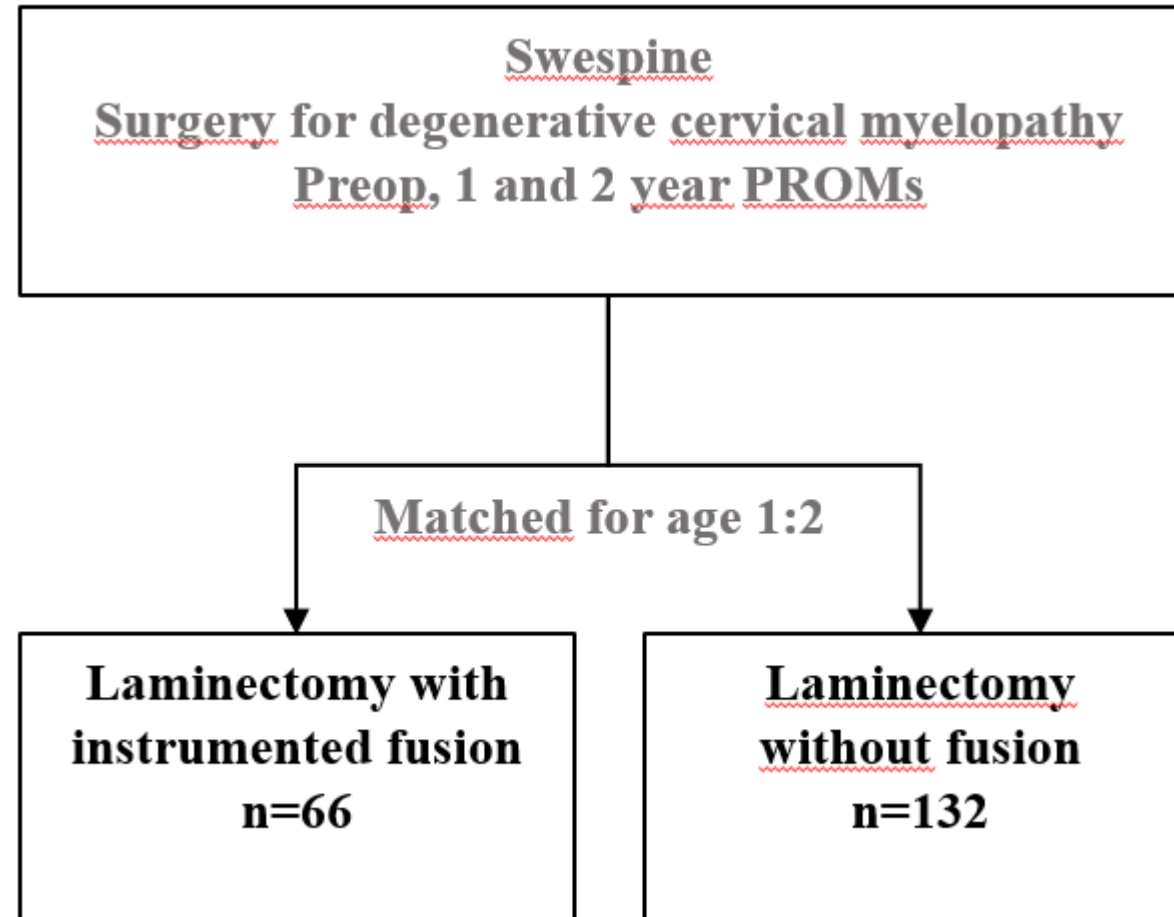 Swespine
Surgery for degenerative cervical myelopathy
Preop, 1 and 2 year PROMs
Matched for age 1:2
Laminectomy with
instrumented fusion
n=66
Laminectomy
without fusion
n=132